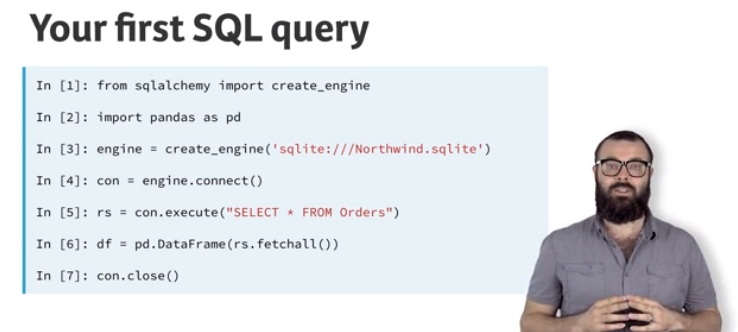 Your first SQL query
In [1]: from sqlalchemy import create_engine
In [2]: import pandas as pd
In [3]: engine = create_engine('sqlite:///Northwind.sqlite')
In [4]: con = engine.connect()
In [5]: rs = con.execute("SELECT * FROM Orders")
In [6]: df = pd.DataFrame(rs.fetchall())
In [7]: con.close()